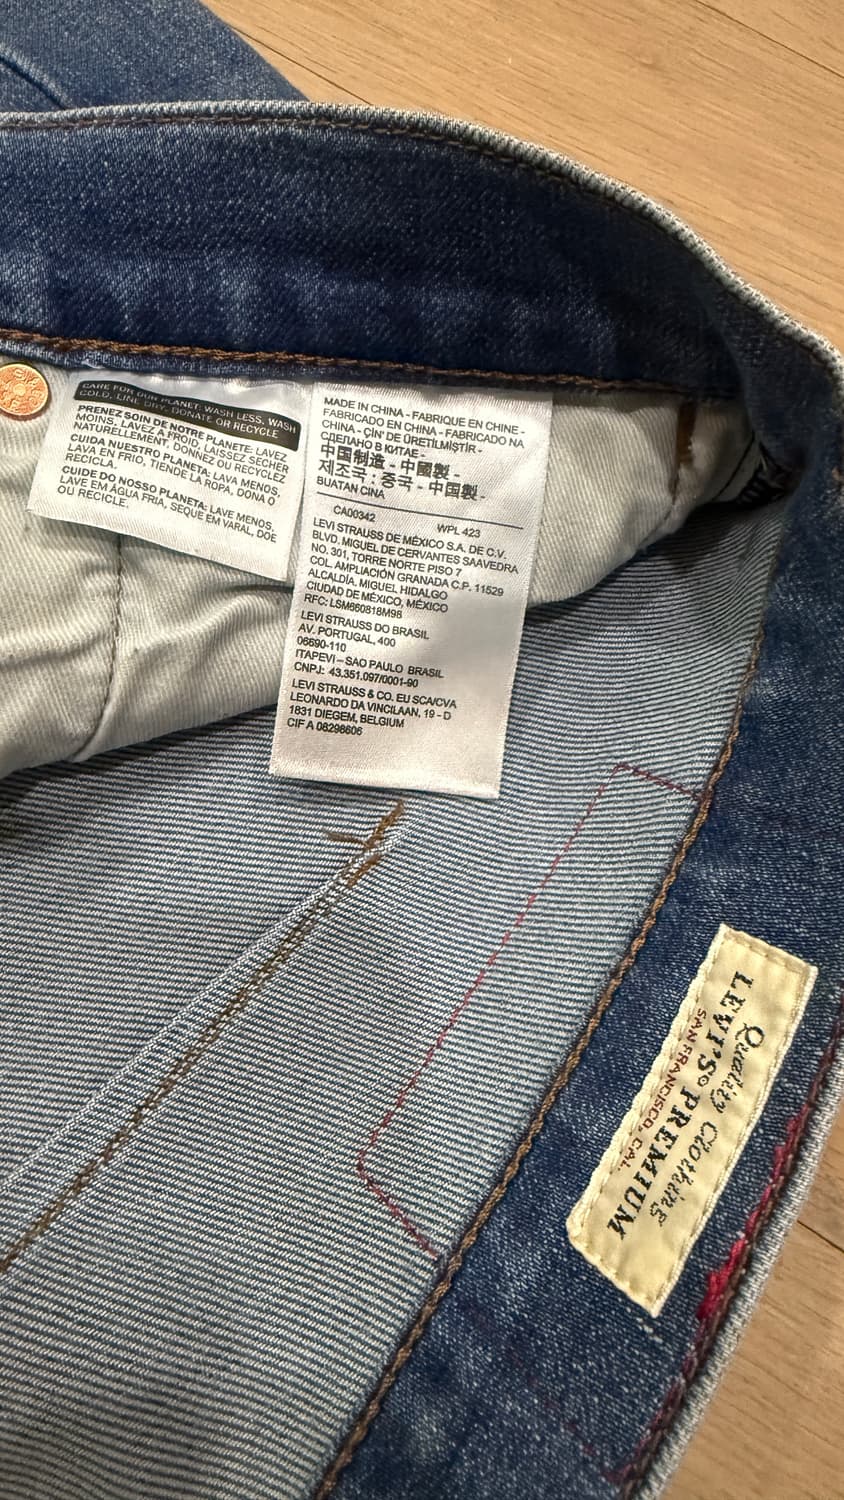 CARE FOR OUR PLANET: WASH LESS, WASH
COLD, LINE DRY, DONATE OR RECYCLE
PRENEZ SOIN DE NOTRE PLANETE: LAVEZ
MOINS, LAVEZ A FROID, LAISSEZ SECHER
NATURELLEMENT, DONNEZ OU RECYCLEZ
CUIDA NUESTRO PLANETA: LAVA MENOS,
LAVA EN FRIO, TIENDE LA ROPA, DONA O
RECICLA.
CUIDE DO NOSSO PLANETA: LAVE MENOS,
LAVE EM ÁGUA FRIA, SEQUE EM VARAL, DOE
OU RECICLE.
MADE IN CHINA - FABRIQUE EN CHINE -
FABRICADO EN CHINA - FABRICADO NA
CHINA - ÇİN' DE ÜRETİLMİŞTİR -
СДЕЛАНО В КИТАЕ -
中国制造 - 中國製 -
제조국 : 중국 - 中国製 -
BUATAN CINA
CA00342 WPL 423
LEVI STRAUSS DE MÉXICO S.A. DE C.V.
BLVD. MIGUEL DE CERVANTES SAAVEDRA
NO. 301, TORRE NORTE PISO 7
COL. AMPLIACIÓN GRANADA C.P. 11529
ALCALDÍA. MIGUEL HIDALGO
CIUDAD DE MÉXICO, MÉXICO
RFC: LSM660818M98
LEVI STRAUSS DO BRASIL
AV. PORTUGAL, 400
06690-110
ITAPEVI – SAO PAULO BRASIL
CNPJ: 43.351.097/0001-90
LEVI STRAUSS & CO. EU SCA/CVA
LEONARDO DA VINCILAAN, 19 - D
1831 DIEGEM, BELGIUM
CIF A 08298606
Quality Clothing
LEVI'S® PREMIUM
SAN FRANCISCO, CAL.